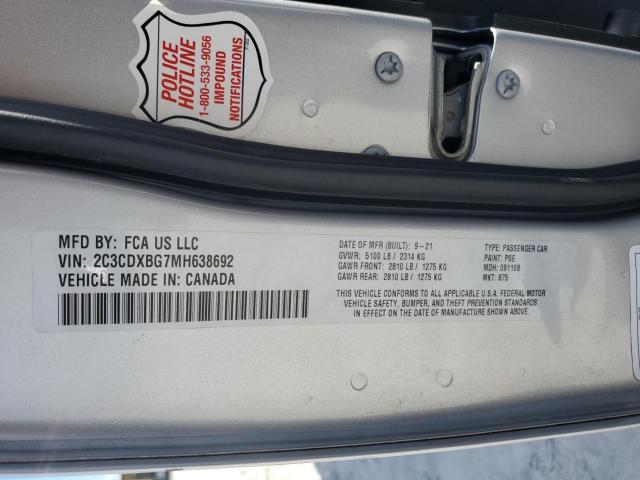 POLICE
HOTLINE
1-800-533-9056
IMPOUND
NOTIFICATIONS
MFD BY: FCA US LLC
VIN: 2C3CDXBG7MH638692
VEHICLE MADE IN: CANADA
DATE OF MFR (BUILT): 9-21
GVWR: 5100 LB / 2314 KG
GAWR FRONT: 2810 LB / 1275 KG
GAWR REAR: 2810 LB / 1275 KG
TYPE: PASSENGER CAR
PAINT: PSE
MDH: 091108
MKT: 875
THIS VEHICLE CONFORMS TO ALL APPLICABLE U.S.A. FEDERAL MOTOR
VEHICLE SAFETY, BUMPER, AND THEFT PREVENTION STANDARDS
IN EFFECT ON THE DATE OF MANUFACTURE SHOWN ABOVE.